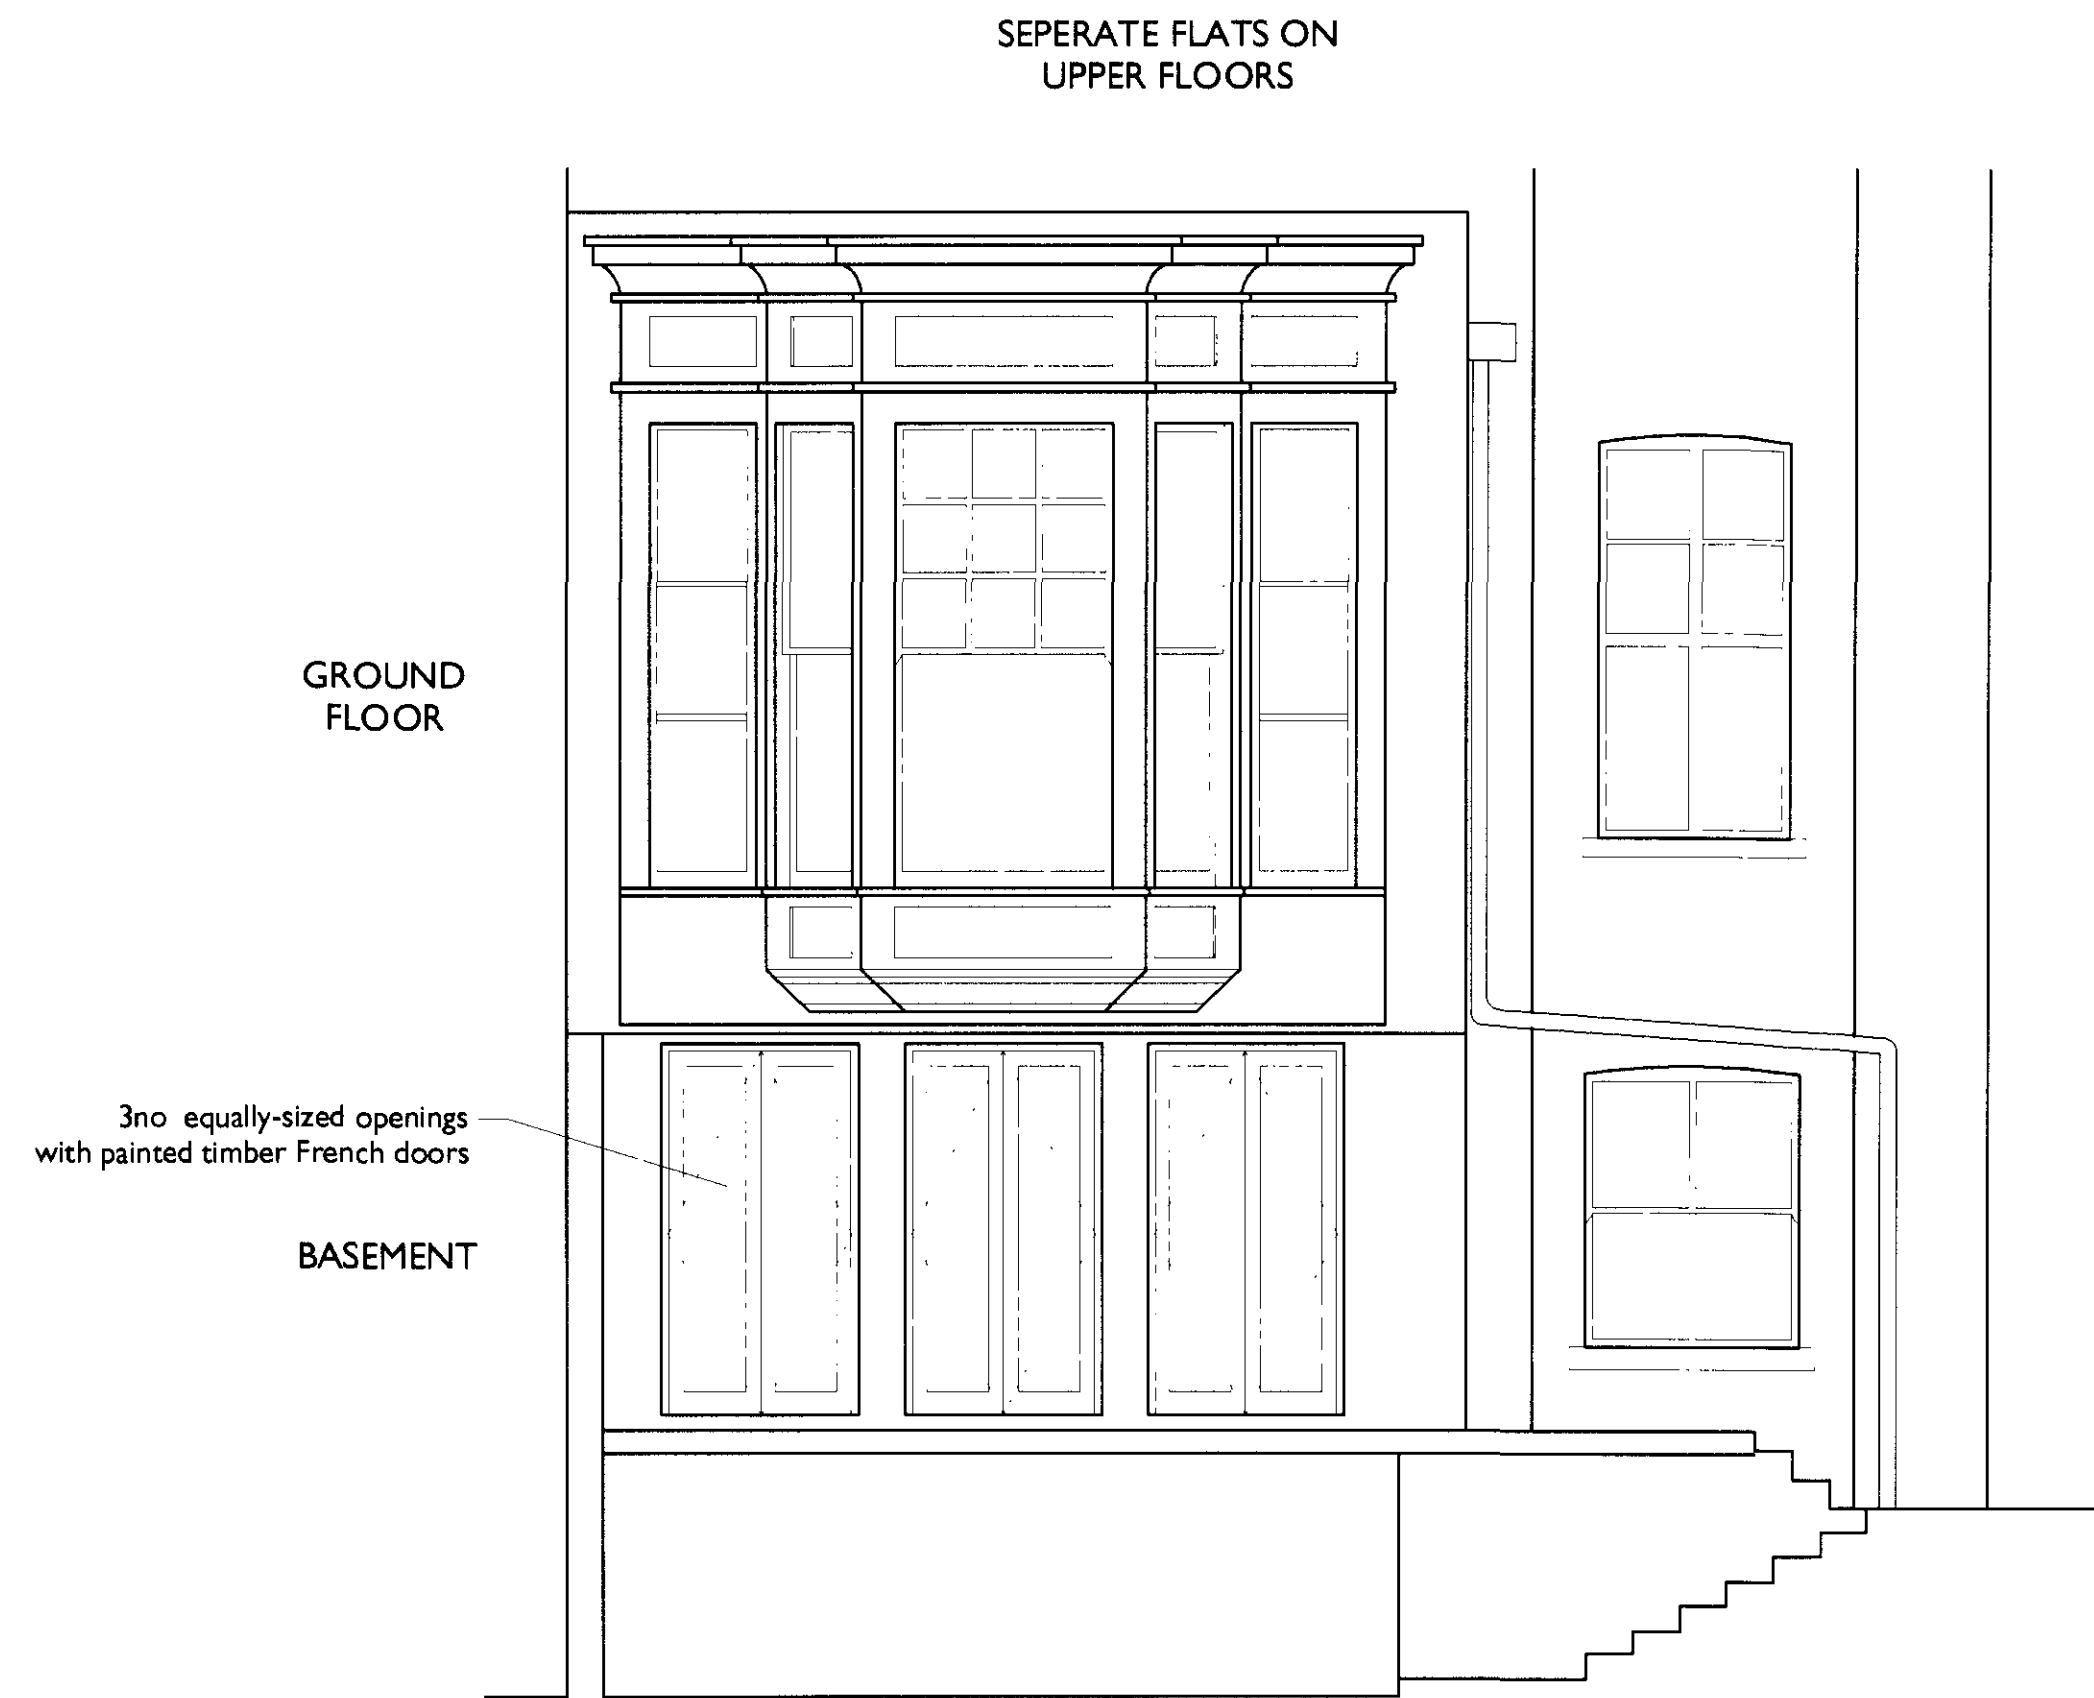 SEPERATE FLATS ON
UPPER FLOORS
GROUND
FLOOR
3no equally-sized openings
with painted timber French doors
BASEMENT